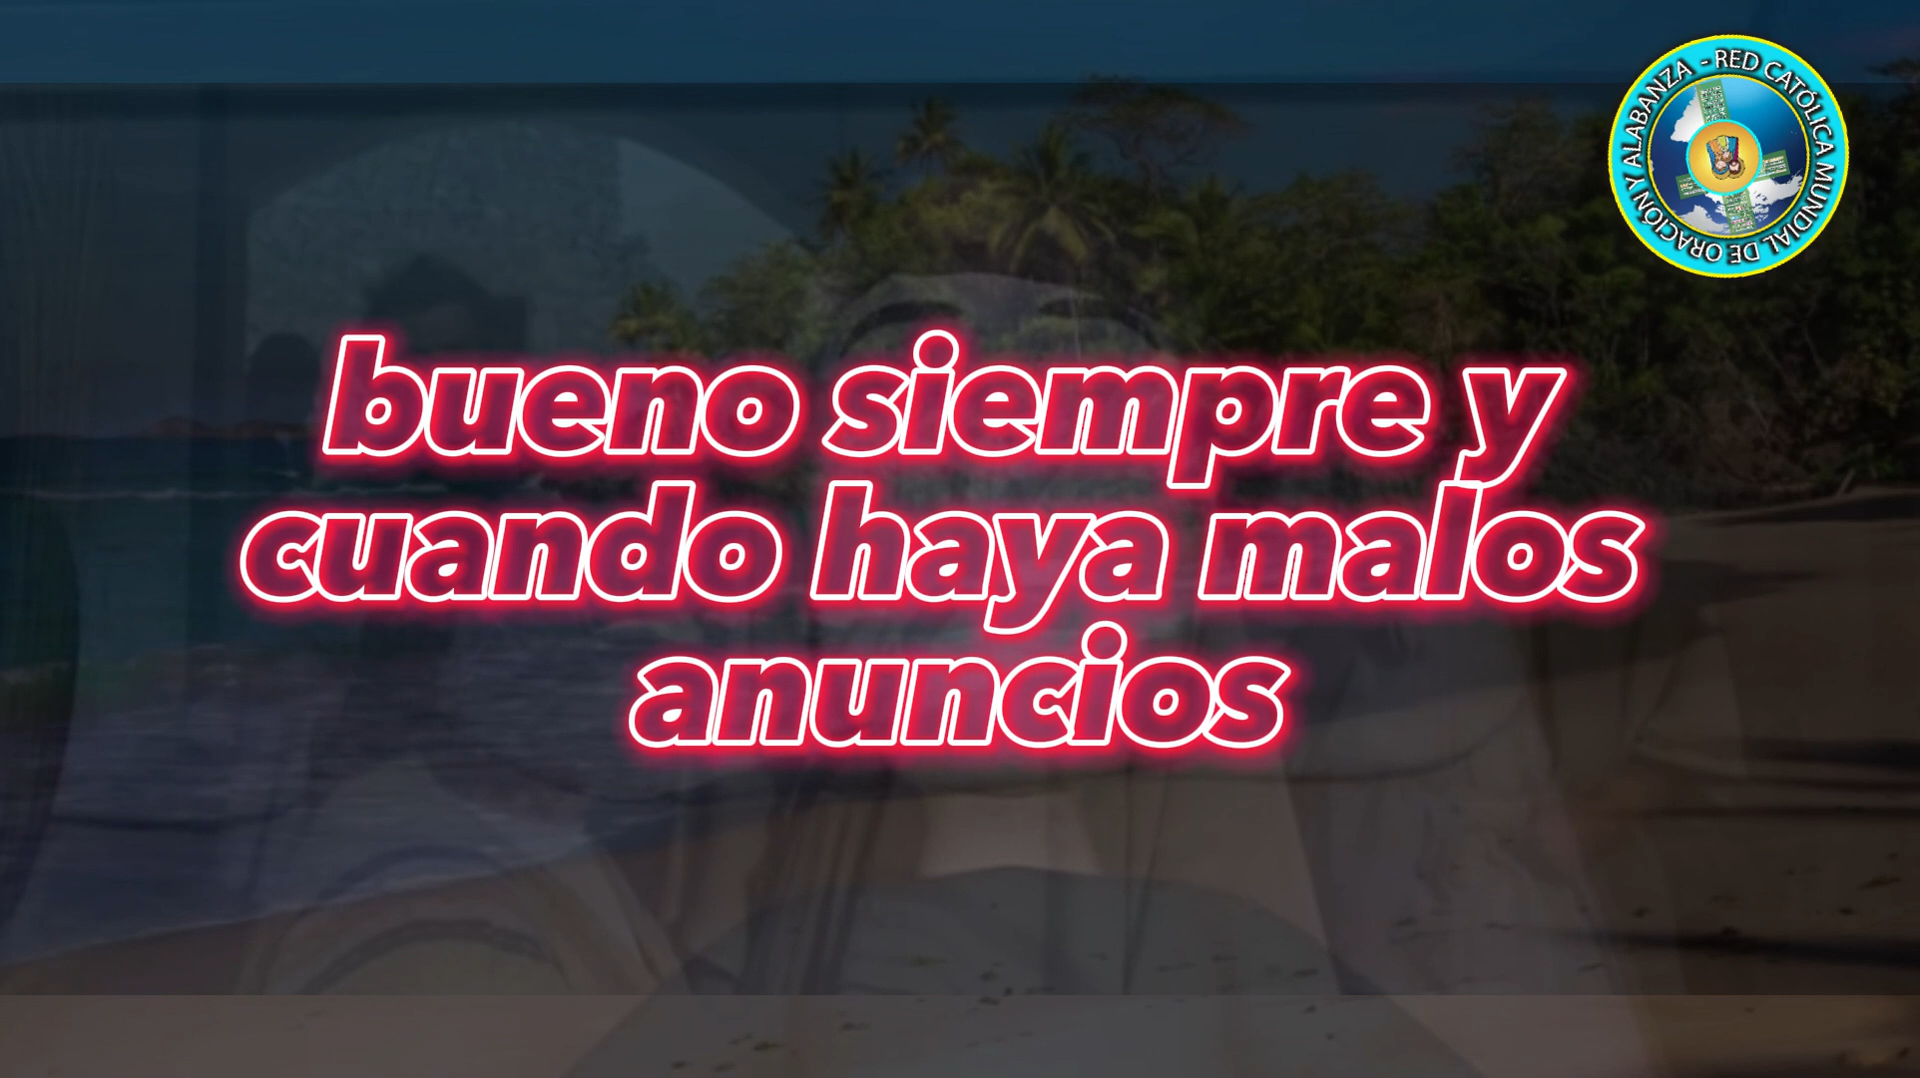 RED CATÓLICA MUNDIAL DE ORACIÓN Y ALABANZA -
bueno siempre y
cuando haya malos
anuncios